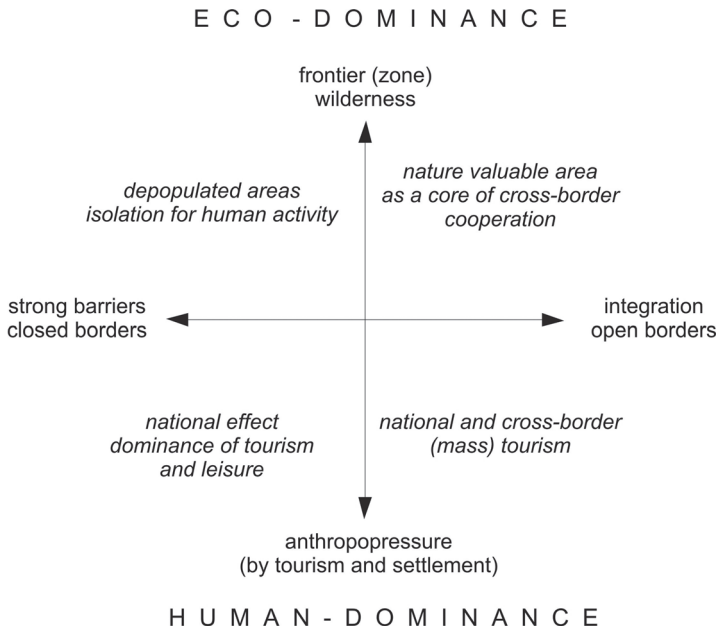 ECO-DOMINANCE
frontier (zone)
wilderness
depopulated areas
isolation for human activity
nature valuable area
as a core of cross-border
cooperation
strong barriers
closed borders
integration
open borders
national effect
dominance of tourism
and leisure
national and cross-border
(mass) tourism
anthropopressure
(by tourism and settlement)
HUMAN-DOMINANCE